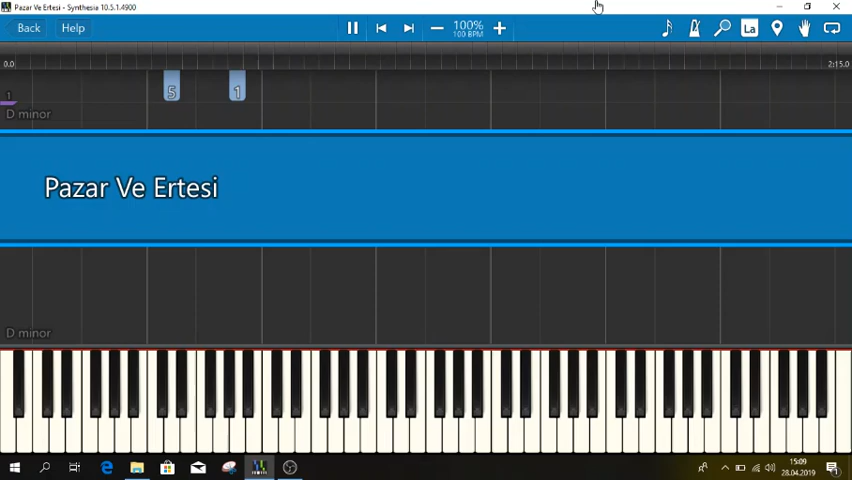 Pazar Ve Ertesi - Synthesia 10.5.1.4900
Back
Help
100%
100 BPM
La
0.0
2:15.0
1
5
1
D minor
Pazar Ve Ertesi
D minor
15:09
28.04.2019